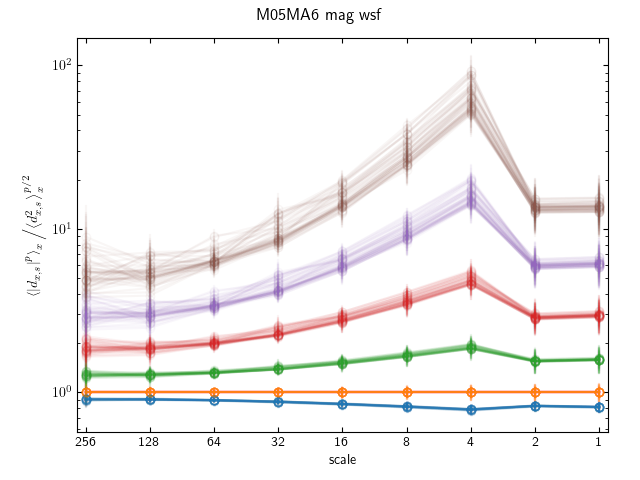 M05MA6 mag wsf
10²
10¹
10⁰
⟨|d_{x,s}|^p⟩_x / ⟨d²_{x,s}⟩_x^{p/2}
256 128 64 32 16 8 4 2 1
scale